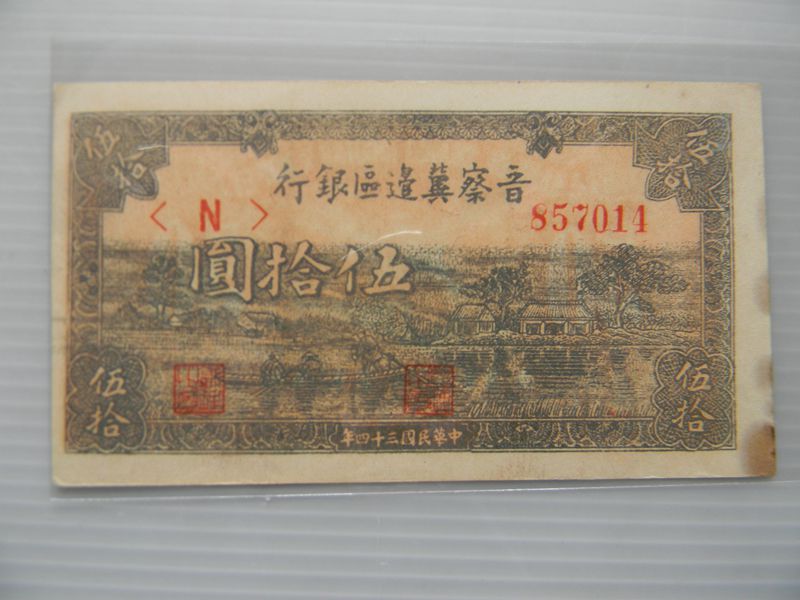 伍拾
伍拾
晉察冀邊區銀行
< N >
857014
伍拾圓
伍拾
伍拾
中華民國三十四年